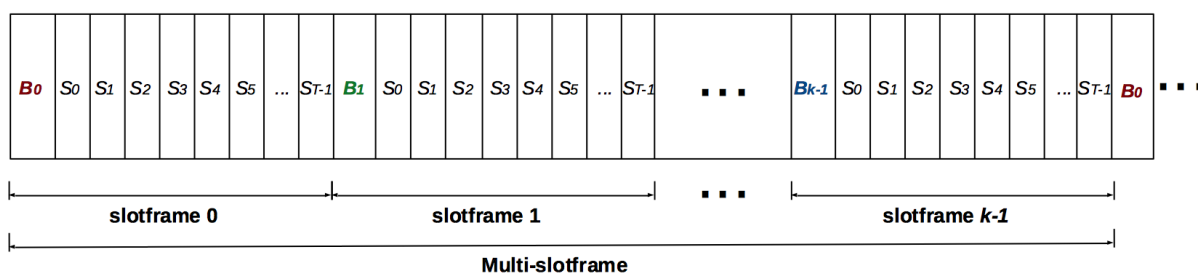 B0 S0 S1 S2 S3 S4 S5 ... ST-1 B1 S0 S1 S2 S3 S4 S5 ... ST-1 ... Bk-1 S0 S1 S2 S3 S4 S5 ... ST-1 B0 ...
slotframe 0 slotframe 1 ... slotframe k-1
Multi-slotframe